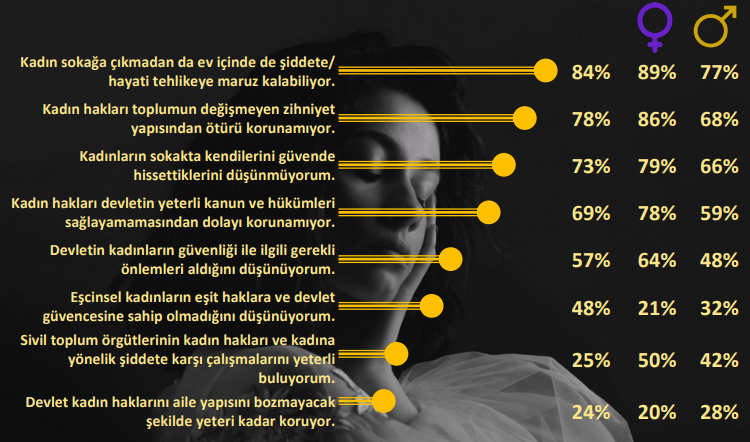 Kadın sokağa çıkmadan da ev içinde de şiddete/
hayati tehlikeye maruz kalabiliyor.
84% 89% 77%
Kadın hakları toplumun değişmeyen zihniyet
yapısından ötürü korunamıyor.
78% 86% 68%
Kadınların sokakta kendilerini güvende
hissettiklerini düşünmüyorum.
73% 79% 66%
Kadın hakları devletin yeterli kanun ve hükümleri
sağlayamamasından dolayı korunamıyor.
69% 78% 59%
Devletin kadınların güvenliği ile ilgili gerekli
önlemleri aldığını düşünüyorum.
57% 64% 48%
Eşcinsel kadınların eşit haklara ve devlet
güvencesine sahip olmadığını düşünüyorum.
48% 21% 32%
Sivil toplum örgütlerinin kadın hakları ve kadına
yönelik şiddete karşı çalışmalarını yeterli
buluyorum.
25% 50% 42%
Devlet kadın haklarını aile yapısını bozmayacak
şekilde yeteri kadar koruyor.
24% 20% 28%